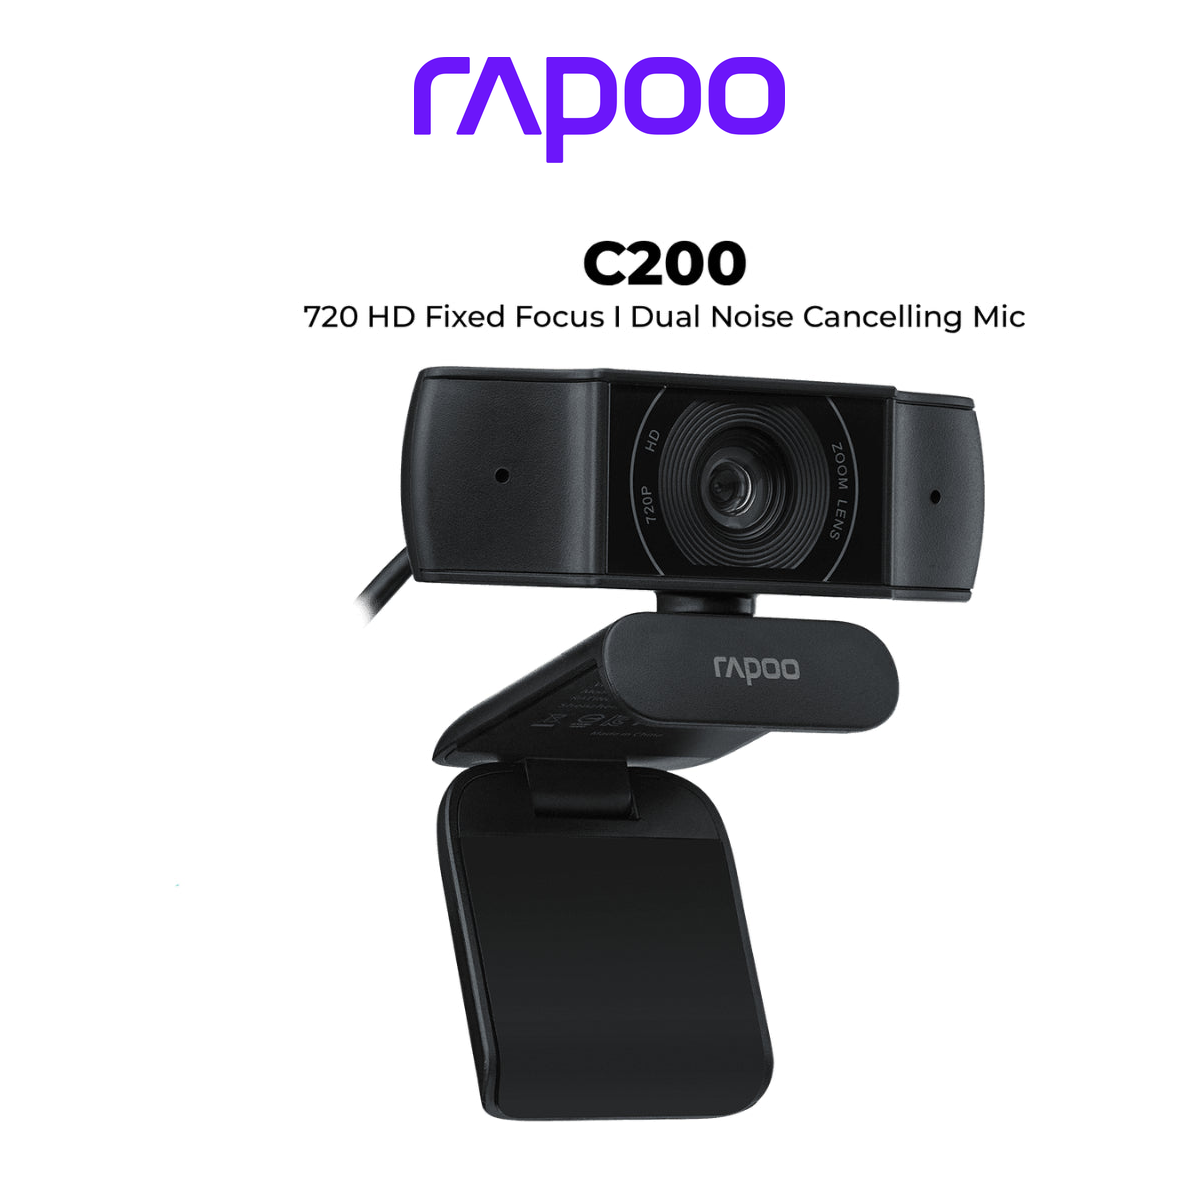 rapoo
C200
720 HD Fixed Focus I Dual Noise Cancelling Mic
720P HD
ZOOM LENS
rapoo
Made in China